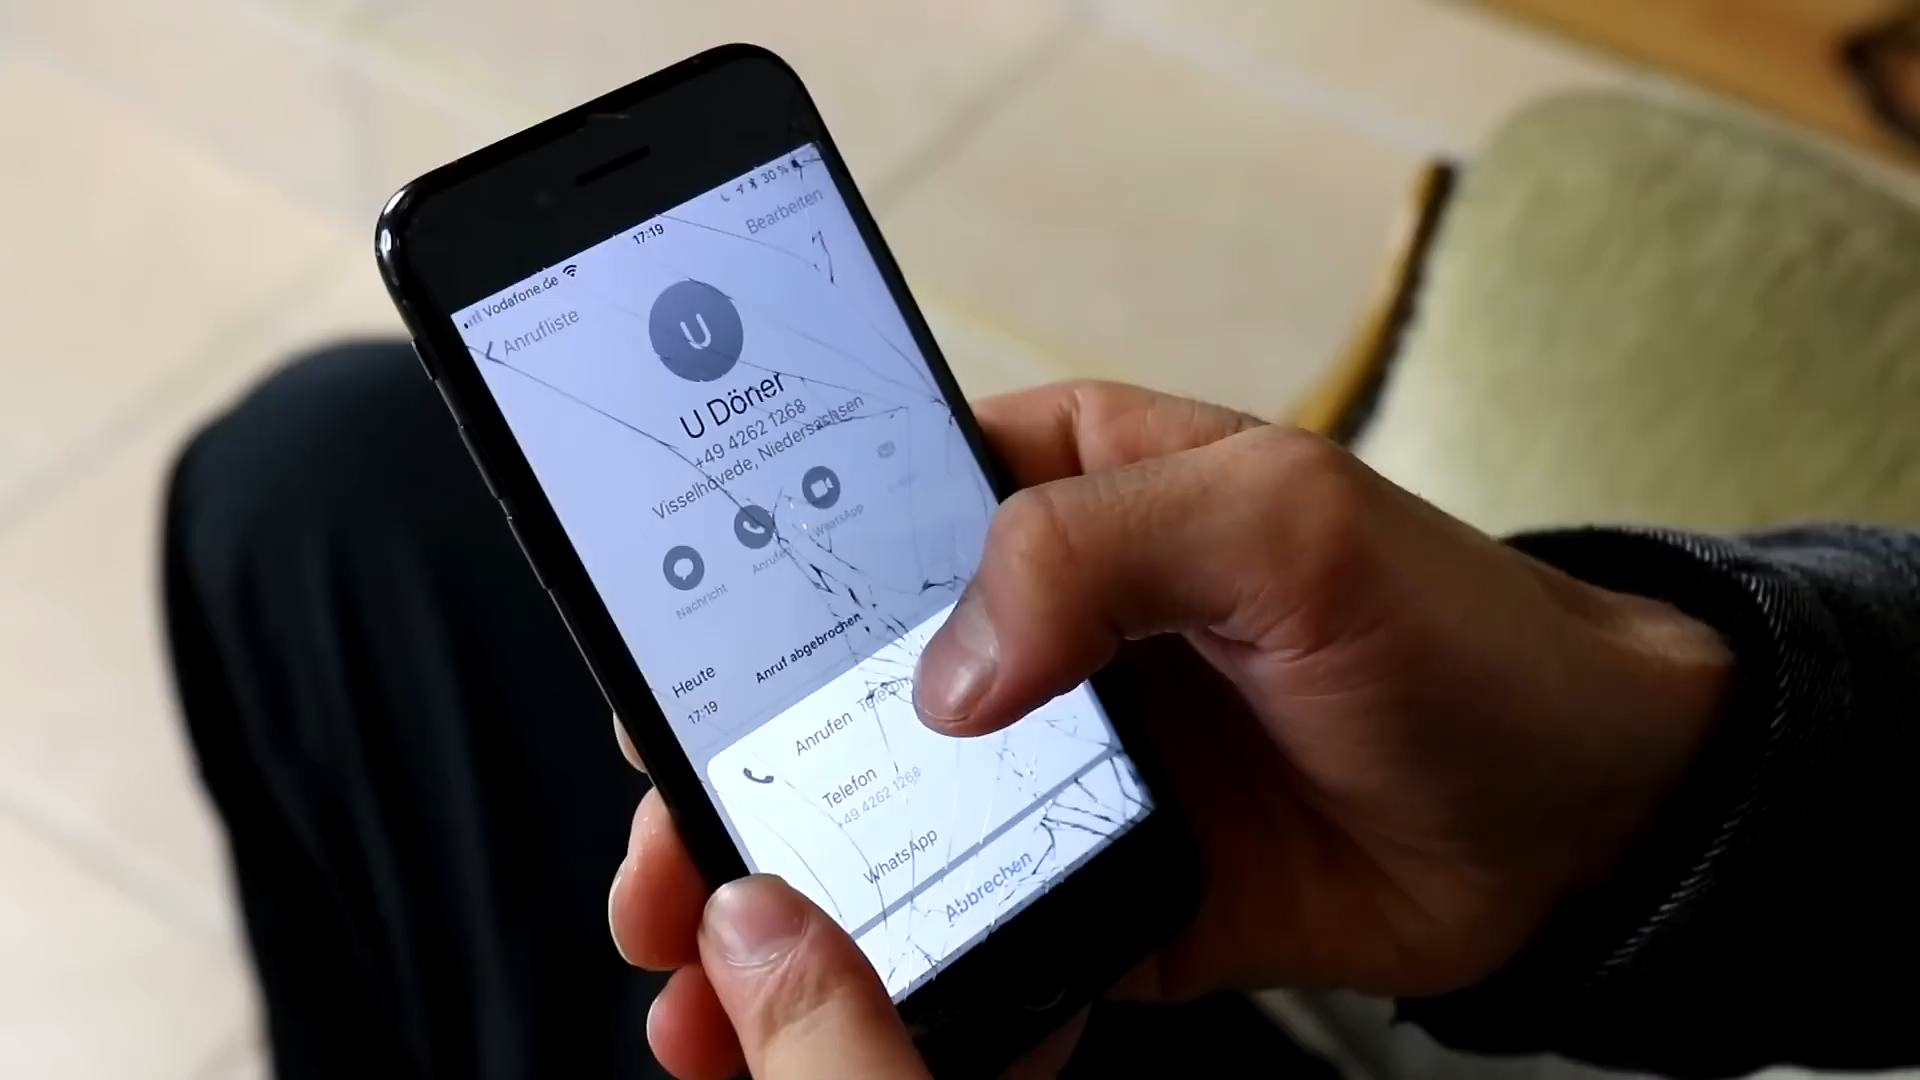 Vodafone.de
17:19
30 %
Anrufliste
Bearbeiten
U
U Döner
+49 4262 1268
Visselhövede, Niedersachsen
Nachricht
Anrufen
WhatsApp
Heute
17:19
Anruf abgebrochen
Anrufen Telefon
Telefon
+49 4262 1268
WhatsApp
Abbrechen